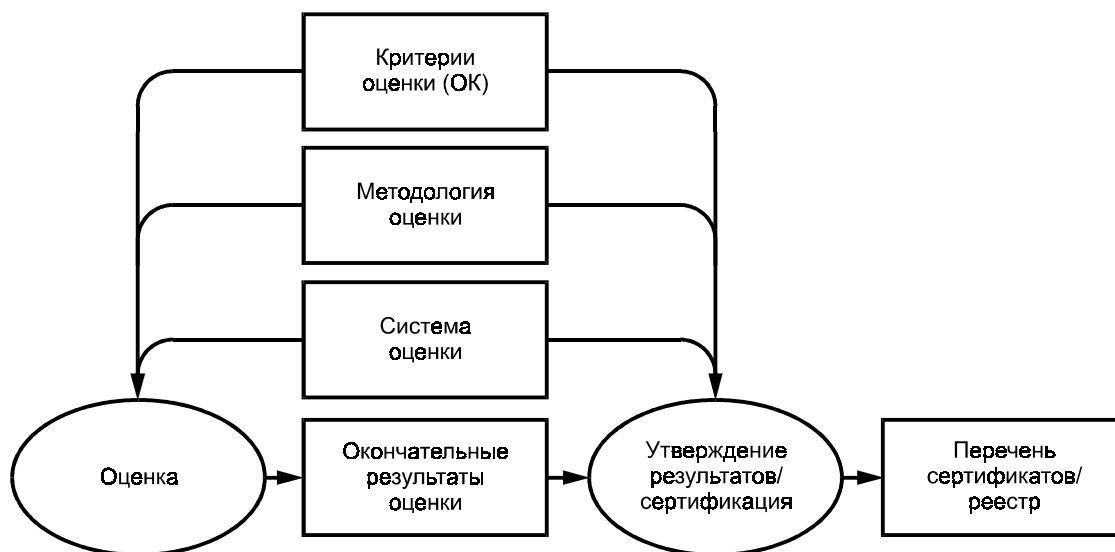 Критерии
оценки (ОК)
Методология
оценки
Система
оценки
Оценка
Окончательные
результаты
оценки
Утверждение
результатов/
сертификация
Перечень
сертификатов/
реестр